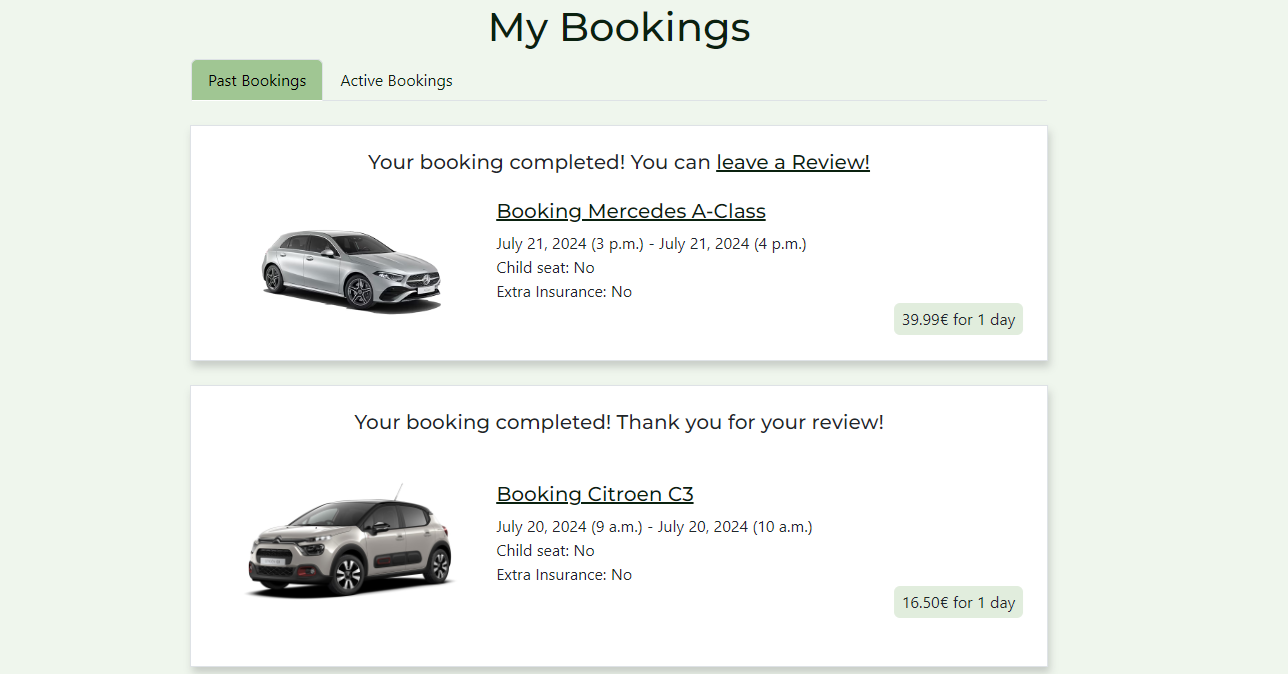 My Bookings
Past Bookings
Active Bookings
Your booking completed! You can leave a Review!
Booking Mercedes A-Class
July 21, 2024 (3 p.m.) - July 21, 2024 (4 p.m.)
Child seat: No
Extra Insurance: No
39.99€ for 1 day
Your booking completed! Thank you for your review!
Booking Citroen C3
July 20, 2024 (9 a.m.) - July 20, 2024 (10 a.m.)
Child seat: No
Extra Insurance: No
16.50€ for 1 day